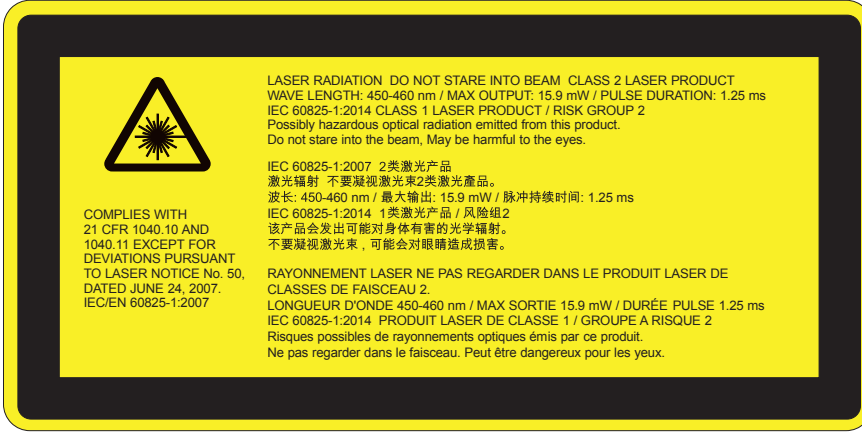 COMPLIES WITH
21 CFR 1040.10 AND
1040.11 EXCEPT FOR
DEVIATIONS PURSUANT
TO LASER NOTICE No. 50,
DATED JUNE 24, 2007.
IEC/EN 60825-1:2007
LASER RADIATION DO NOT STARE INTO BEAM CLASS 2 LASER PRODUCT
WAVE LENGTH: 450-460 nm / MAX OUTPUT: 15.9 mW / PULSE DURATION: 1.25 ms
IEC 60825-1:2014 CLASS 1 LASER PRODUCT / RISK GROUP 2
Possibly hazardous optical radiation emitted from this product.
Do not stare into the beam, May be harmful to the eyes.
IEC 60825-1:2007 2类激光产品
激光辐射 不要凝视激光束2类激光產品。
波长: 450-460 nm / 最大输出: 15.9 mW / 脉冲持续时间: 1.25 ms
IEC 60825-1:2014 1类激光产品 / 风险组2
该产品会发出可能对身体有害的光学辐射。
不要凝视激光束，可能会对眼睛造成损害。
RAYONNEMENT LASER NE PAS REGARDER DANS LE PRODUIT LASER DE
CLASSES DE FAISCEAU 2.
LONGUEUR D'ONDE 450-460 nm / MAX SORTIE 15.9 mW / DURÉE PULSE 1.25 ms
IEC 60825-1:2014 PRODUIT LASER DE CLASSE 1 / GROUPE A RISQUE 2
Risques possibles de rayonnements optiques émis par ce produit.
Ne pas regarder dans le faisceau. Peut être dangereux pour les yeux.